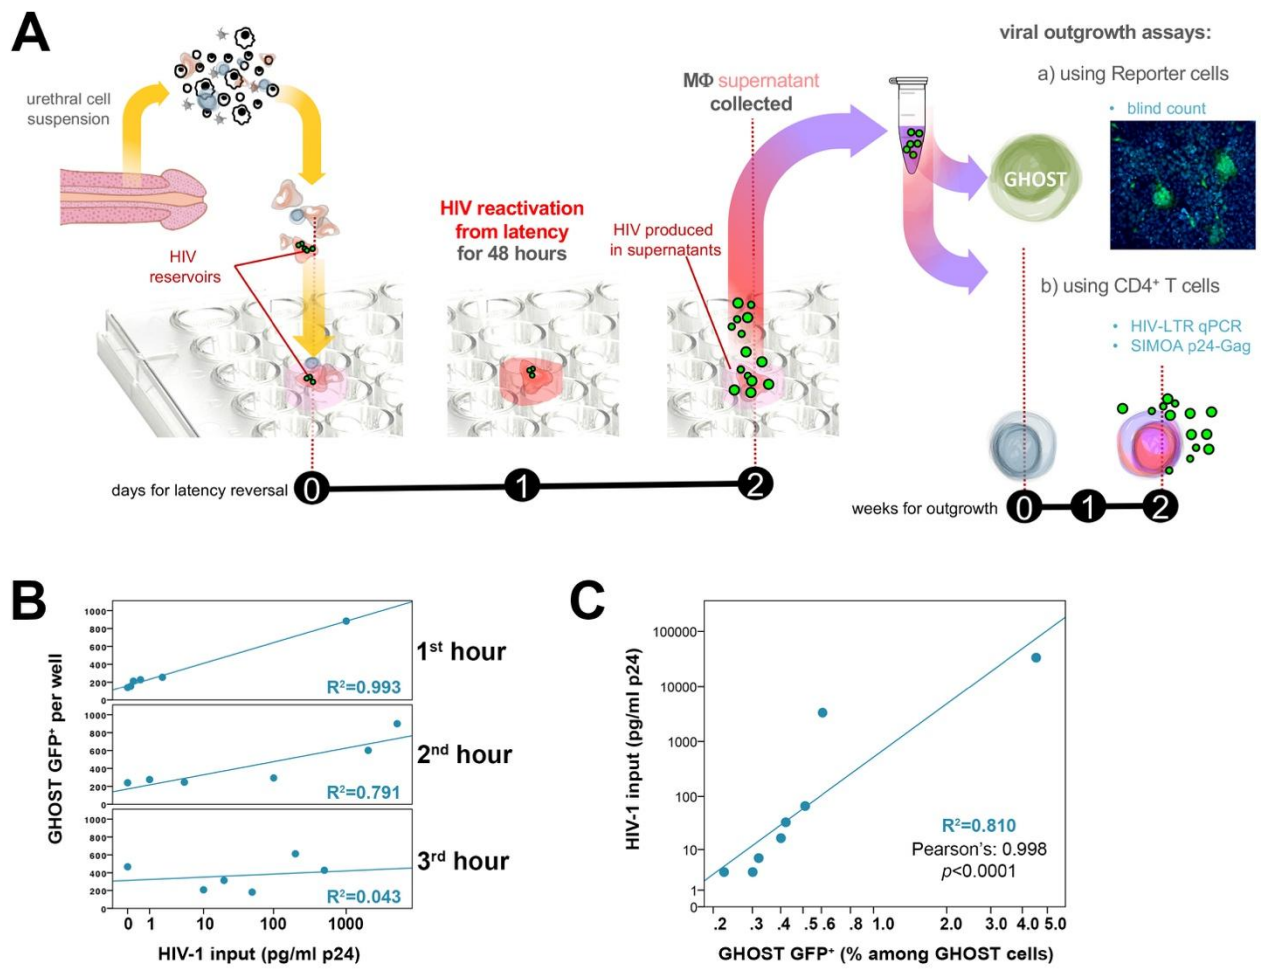 A
viral outgrowth assays:
a) using Reporter cells
• blind count
urethral cell
suspension
MΦ supernatant
collected
GHOST
HIV reactivation
from latency
for 48 hours
HIV produced
in supernatants
HIV
reservoirs
b) using CD4⁺ T cells
• HIV-LTR qPCR
• SIMOA p24-Gag
days for latency reversal 0 1 2
weeks for outgrowth 0 1 2
B
GHOST GFP⁺ per well
1000
800
600
400
200
0
R²=0.993
1st hour
1000
800
600
400
200
0
R²=0.791
2nd hour
1000
800
600
400
200
0
R²=0.043
3rd hour
0 1 10 100 1000
HIV-1 input (pg/ml p24)
C
HIV-1 input (pg/ml p24)
100000
10000
1000
100
10
1
0
R²=0.810
Pearson's: 0.998
p<0.0001
.2 .3 .4 .5 .6 .8 1.0 2.0 3.0 4.0 5.0
GHOST GFP⁺ (% among GHOST cells)